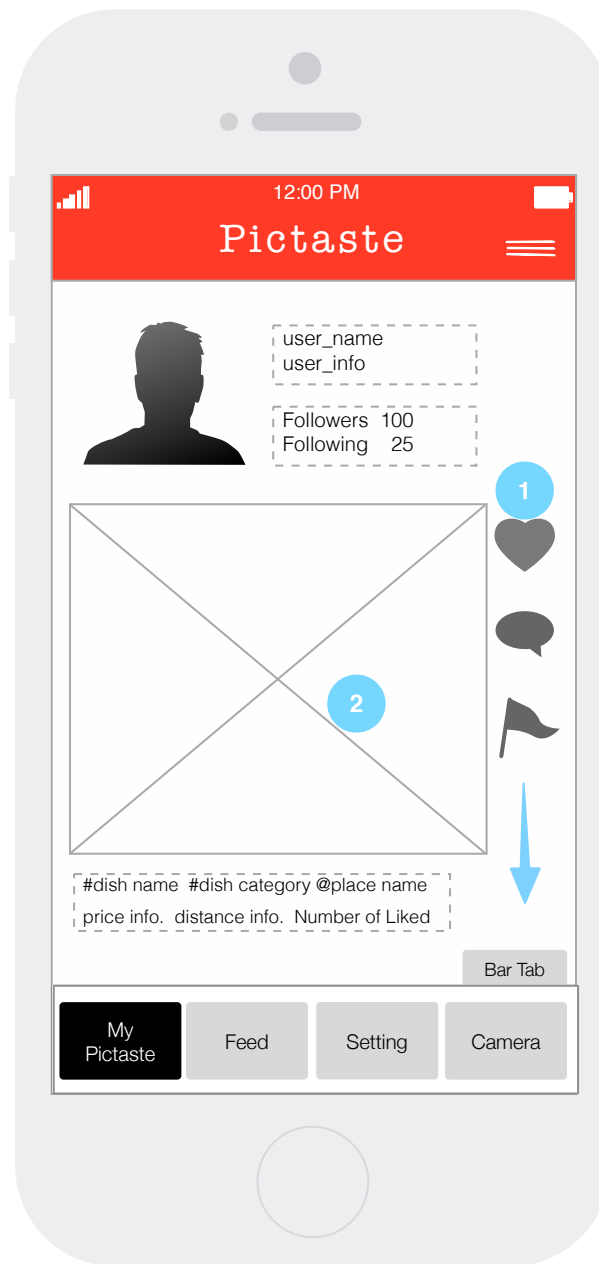 12:00 PM
Pictaste
user_name
user_info
Followers 100
Following 25
1
2
#dish name #dish category @place name
price info. distance info. Number of Liked
Bar Tab
My
Pictaste
Feed
Setting
Camera